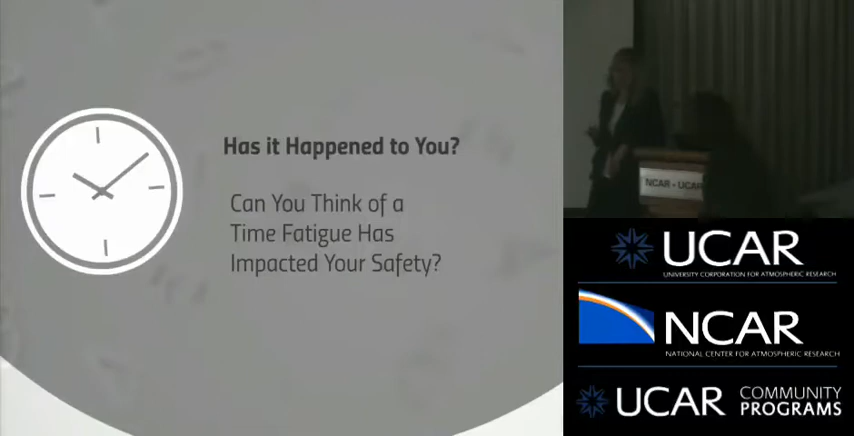 Has it Happened to You?
Can You Think of a
Time Fatigue Has
Impacted Your Safety?
NCAR • UCAR
UCAR
UNIVERSITY CORPORATION FOR ATMOSPHERIC RESEARCH
NCAR
NATIONAL CENTER FOR ATMOSPHERIC RESEARCH
UCAR COMMUNITY
PROGRAMS